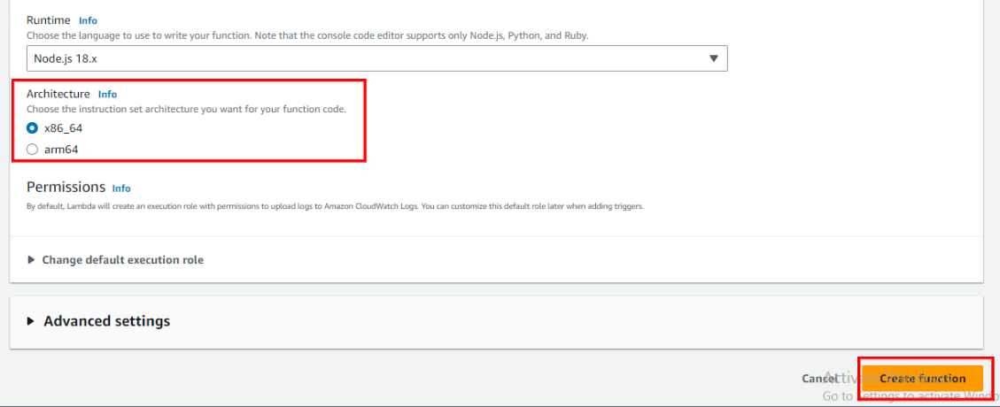 Runtime Info
Choose the language to use to write your function. Note that the console code editor supports only Node.js, Python, and Ruby.
Node.js 18.x
Architecture Info
Choose the instruction set architecture you want for your function code.
x86_64
arm64
Permissions Info
By default, Lambda will create an execution role with permissions to upload logs to Amazon CloudWatch Logs. You can customize this default role later when adding triggers.
Change default execution role
Advanced settings
Cancel Create function
Go to Settings to activate Windo